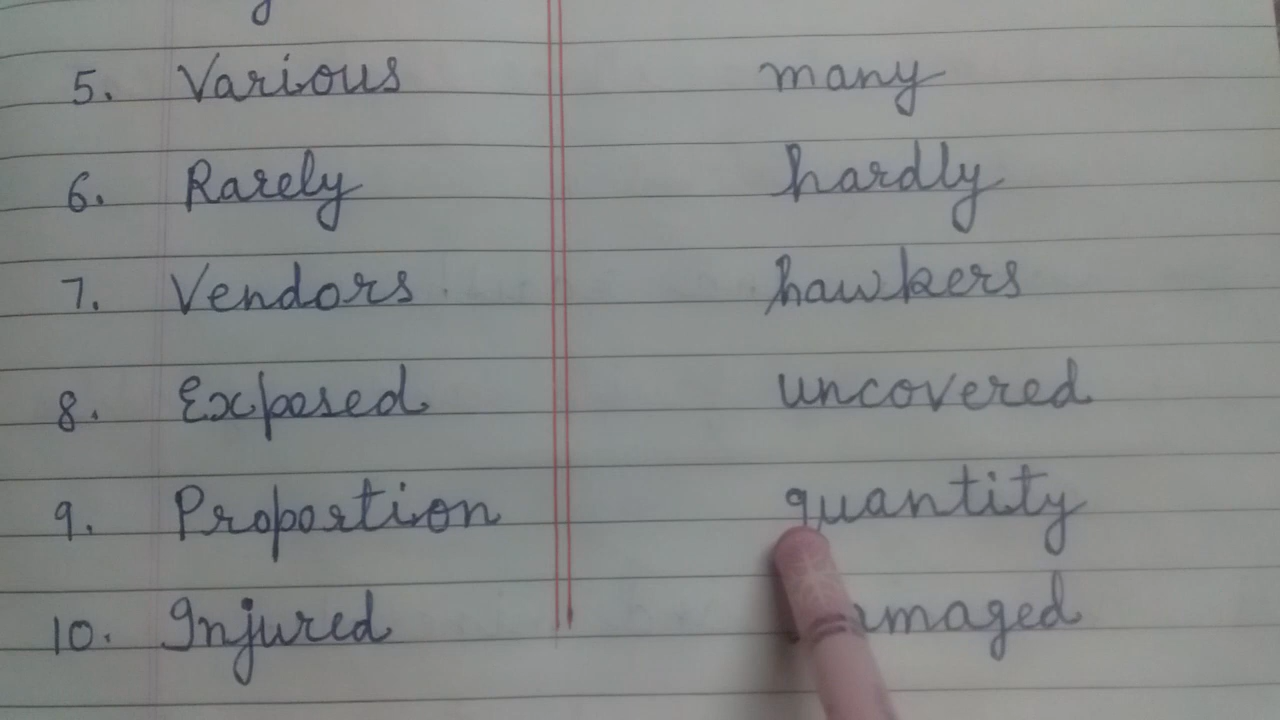 5. Various many
6. Rarely hardly
7. Vendors hawkers
8. Exposed uncovered
9. Proportion quantity
10. Injured